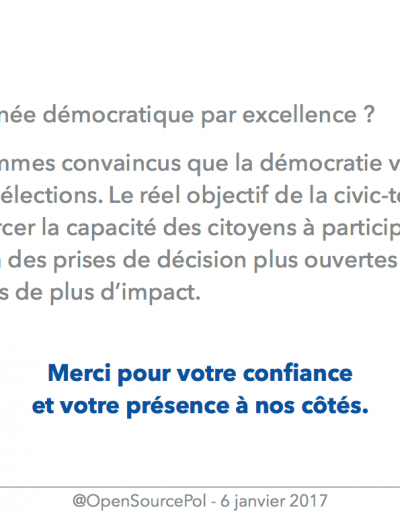 née démocratique par excellence ?
mmes convaincus que la démocratie v
élections. Le réel objectif de la civic-te
rcer la capacité des citoyens à particip
des prises de décision plus ouvertes
s de plus d’impact.
Merci pour votre confiance
et votre présence à nos côtés.
@OpenSourcePol - 6 janvier 2017